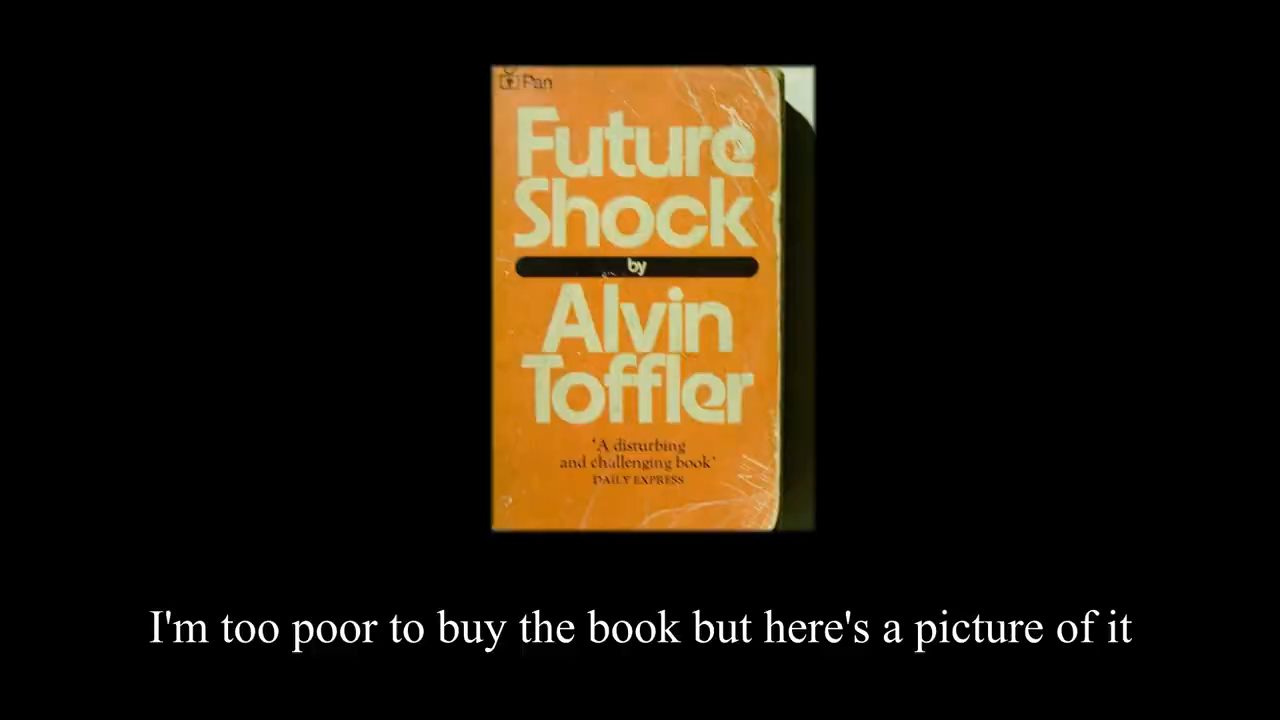 Pan
Future
Shock
by
Alvin
Toffler
'A disturbing
and challenging book'
DAILY EXPRESS
I'm too poor to buy the book but here's a picture of it